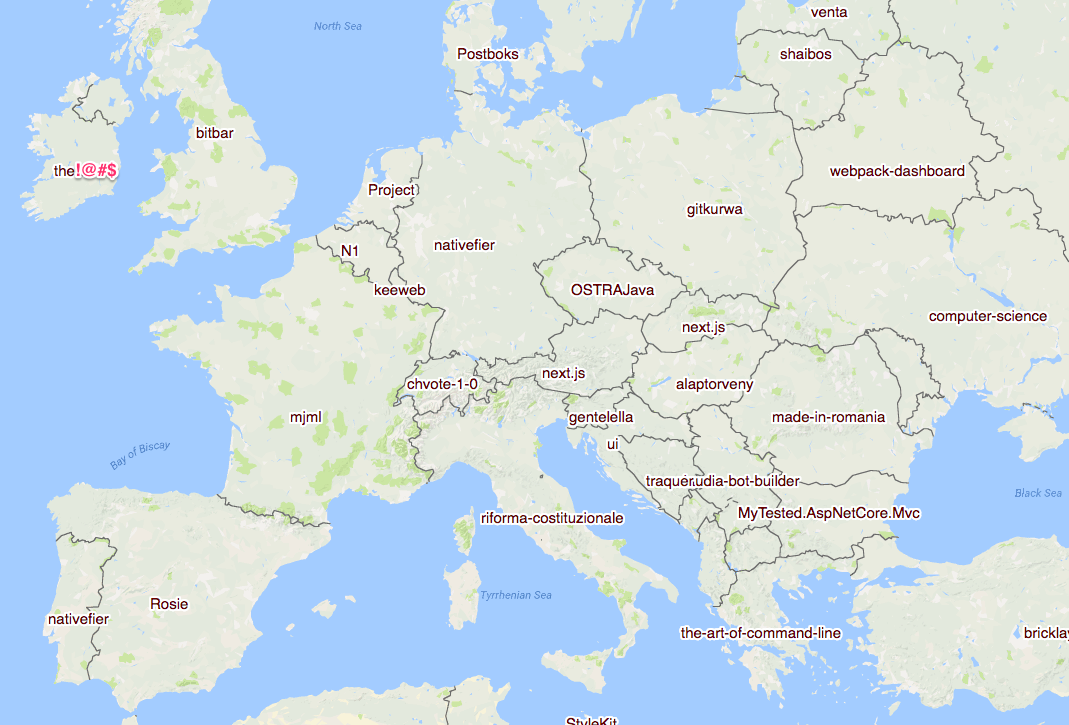 venta
North Sea
Postboks
shaibos
bitbar
the!@#$
webpack-dashboard
Project
gitkurwa
N1
nativefier
keeweb
OSTRAJava
computer-science
next.js
chvote-1-0
next.js
alaptorveny
mjml
gentelella
made-in-romania
ui
Bay of Biscay
traquer
udia-bot-builder
Black Sea
riforma-costituzionale
MyTested.AspNetCore.Mvc
Tyrrhenian Sea
Rosie
nativefier
the-art-of-command-line
brickla
StyleKit